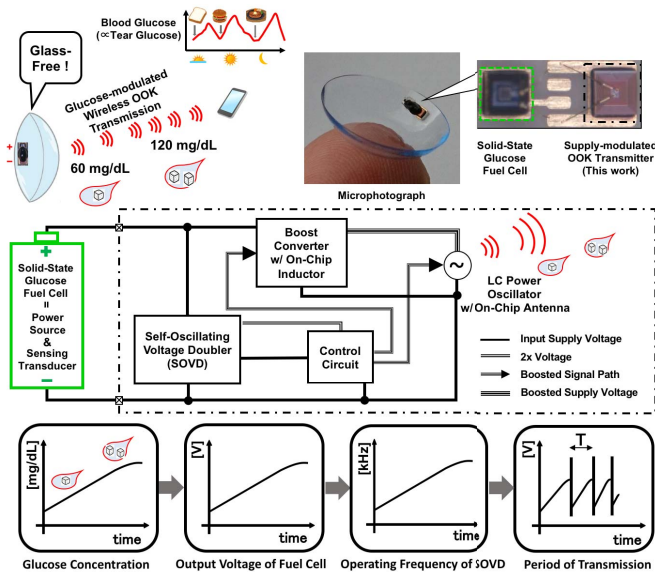 Blood Glucose
(∝Tear Glucose)
Glass-
Free !
Glucose-modulated
Wireless OOK
Transmission
60 mg/dL
120 mg/dL
+
−
Microphotograph
Solid-State
Glucose
Fuel Cell
Supply-modulated
OOK Transmitter
(This work)
+
Solid-State
Glucose
Fuel Cell
=
Power
Source
&
Sensing
Transducer
−
Boost
Converter
w/ On-Chip
Inductor
Self-Oscillating
Voltage Doubler
(SOVD)
Control
Circuit
~
LC Power
Oscillator
w/On-Chip Antenna
Input Supply Voltage
2x Voltage
Boosted Signal Path
Boosted Supply Voltage
[mg/dL]
time
Glucose Concentration
[V]
time
Output Voltage of Fuel Cell
[kHz]
time
Operating Frequency of SOVD
[V]
T
time
Period of Transmission